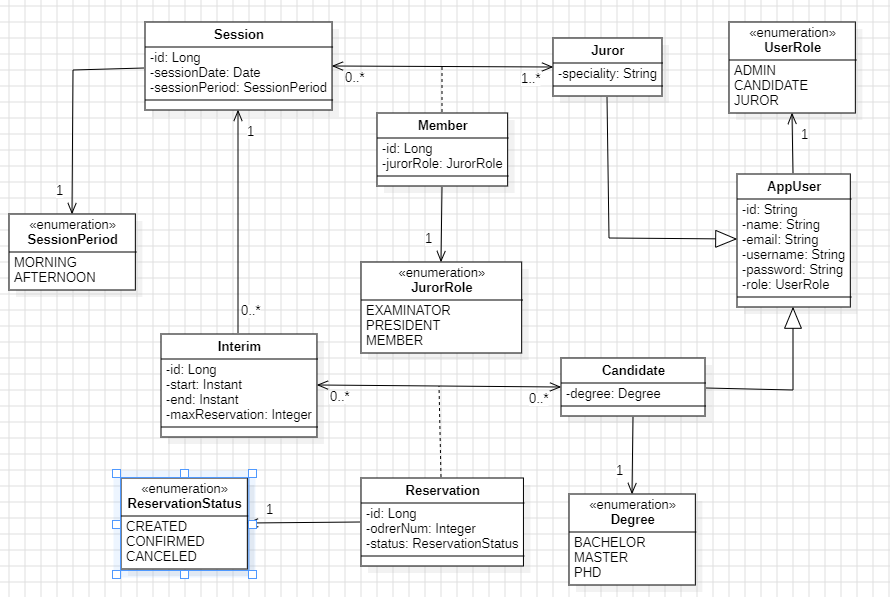 Session
-id: Long
-sessionDate: Date
-sessionPeriod: SessionPeriod
0..*
1..*
Juror
-speciality: String
«enumeration»
UserRole
ADMIN
CANDIDATE
JUROR
1
1
Member
-id: Long
-jurorRole: JurorRole
1
AppUser
-id: String
-name: String
-email: String
-username: String
-password: String
-role: UserRole
1
«enumeration»
SessionPeriod
MORNING
AFTERNOON
«enumeration»
JurorRole
EXAMINATOR
PRESIDENT
MEMBER
0..*
Interim
-id: Long
-start: Instant
-end: Instant
-maxReservation: Integer
0..*
0..*
Candidate
-degree: Degree
1
«enumeration»
ReservationStatus
CREATED
CONFIRMED
CANCELED
1
Reservation
-id: Long
-odrerNum: Integer
-status: ReservationStatus
«enumeration»
Degree
BACHELOR
MASTER
PHD